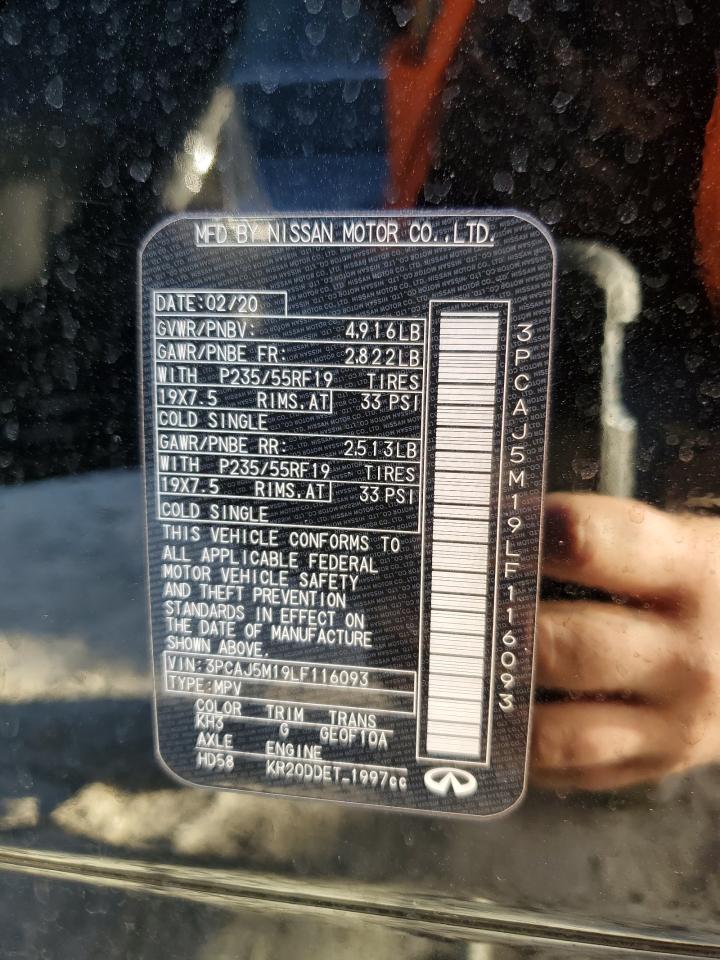 MFD BY NISSAN MOTOR CO.,LTD.
DATE:02/20
GVWR/PNBV: 4,916LB
GAWR/PNBE FR: 2,822LB
WITH P235/55RF19 TIRES
19X7.5 RIMS.AT 33 PSI
COLD SINGLE
GAWR/PNBE RR: 2,513LB
WITH P235/55RF19 TIRES
19X7.5 RIMS.AT 33 PSI
COLD SINGLE
THIS VEHICLE CONFORMS TO
ALL APPLICABLE FEDERAL
MOTOR VEHICLE SAFETY
AND THEFT PREVENTION
STANDARDS IN EFFECT ON
THE DATE OF MANUFACTURE
SHOWN ABOVE.
VIN:3PCAJ5M19LF116093
TYPE:MPV
COLOR TRIM TRANS
KH3 G GE0F10A
AXLE ENGINE
HD58 KR20DDET-1997cc
3PCAJ5M19LF116093